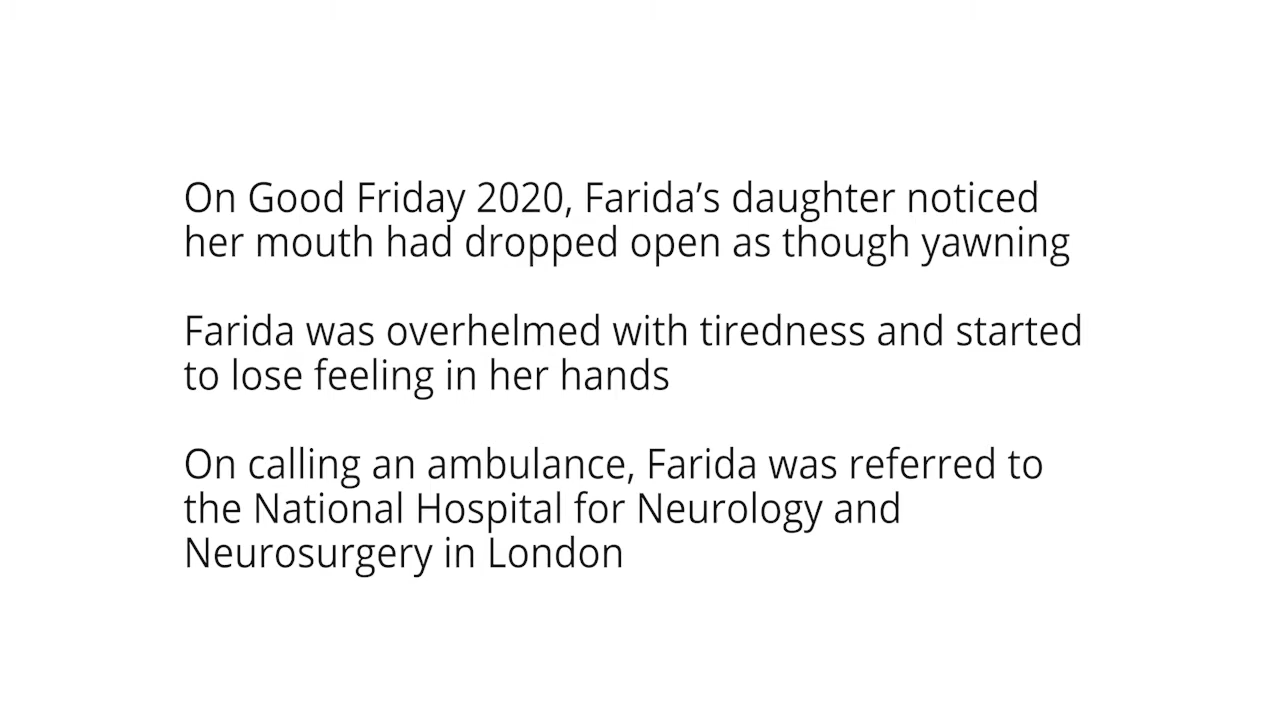 On Good Friday 2020, Farida’s daughter noticed
her mouth had dropped open as though yawning
Farida was overhelmed with tiredness and started
to lose feeling in her hands
On calling an ambulance, Farida was referred to
the National Hospital for Neurology and
Neurosurgery in London